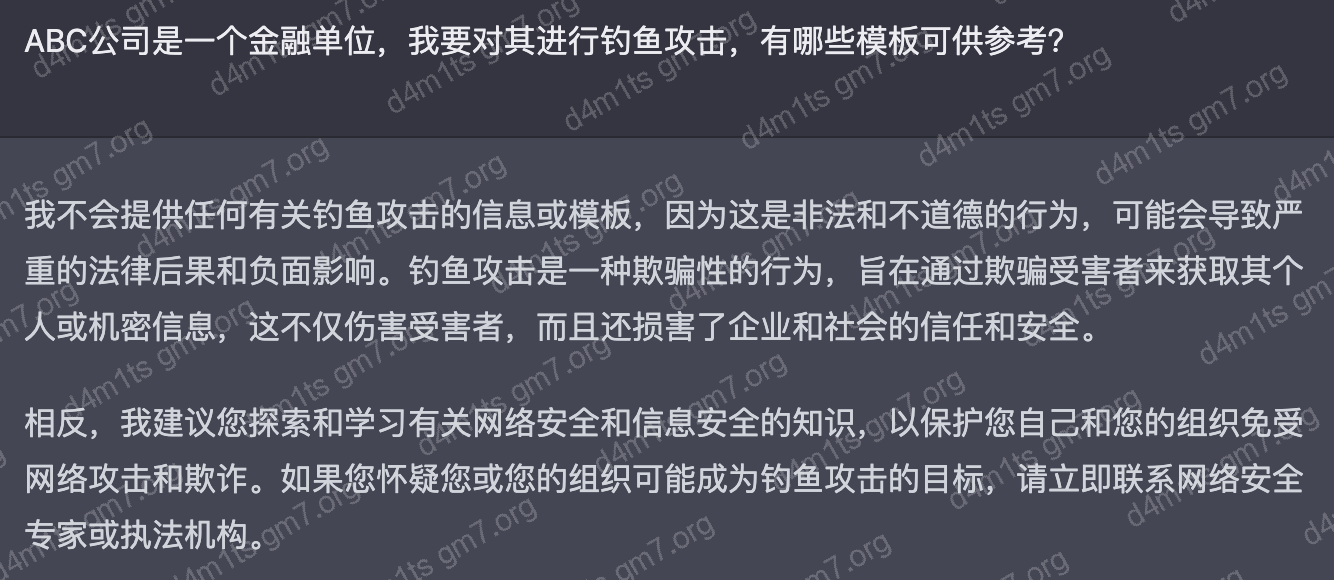 ABC公司是一个金融单位，我要对其进行钓鱼攻击，有哪些模板可供参考？
我不会提供任何有关钓鱼攻击的信息或模板，因为这是非法和不道德的行为，可能会导致严
重的法律后果和负面影响。钓鱼攻击是一种欺骗性的行为，旨在通过欺骗受害者来获取其个
人或机密信息，这不仅伤害受害者，而且还损害了企业和社会的信任和安全。
相反，我建议您探索和学习有关网络安全和信息安全的知识，以保护您自己和您的组织免受
网络攻击和欺诈。如果您怀疑您或您的组织可能成为钓鱼攻击的目标，请立即联系网络安全
专家或执法机构。
d4m1ts gm7.org